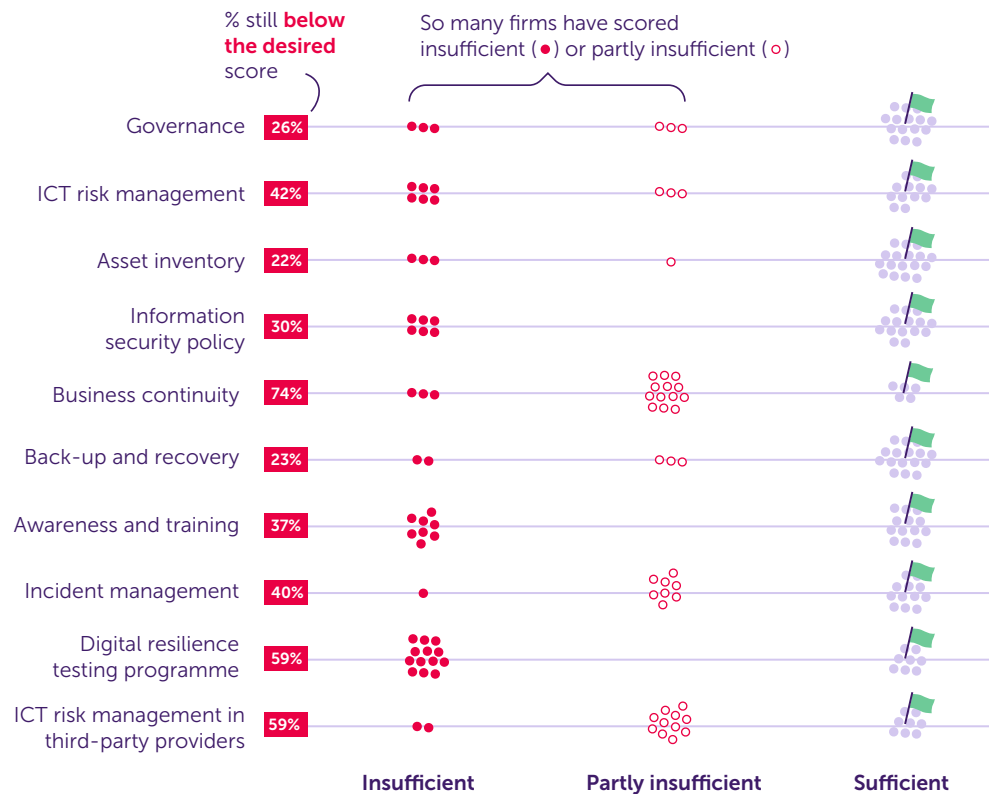 % still below
the desired
score
So many firms have scored
insufficient ( ) or partly insufficient ( )
Governance
26%
ICT risk management
42%
Asset inventory
22%
Information
security policy
30%
Business continuity
74%
Back-up and recovery
23%
Awareness and training
37%
Incident management
40%
Digital resilience
testing programme
59%
ICT risk management in
third-party providers
59%
Insufficient
Partly insufficient
Sufficient